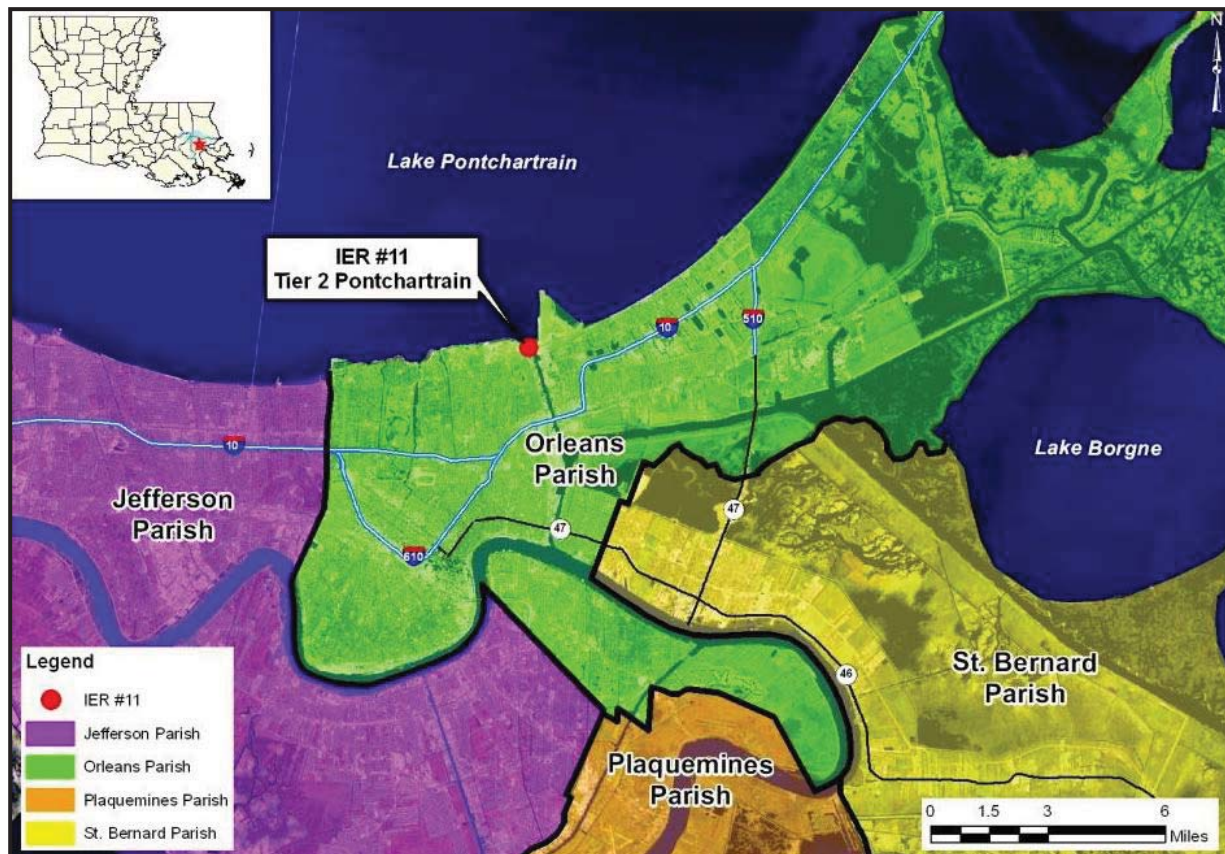 N
Lake Pontchartrain
IER #11
Tier 2 Pontchartrain
10
510
Lake Borgne
Orleans
Parish
10
Jefferson
Parish
47
47
610
St. Bernard
Parish
46
Plaquemines
Parish
Legend
IER #11
Jefferson Parish
Orleans Parish
Plaquemines Parish
St. Bernard Parish
0 1.5 3 6
Miles